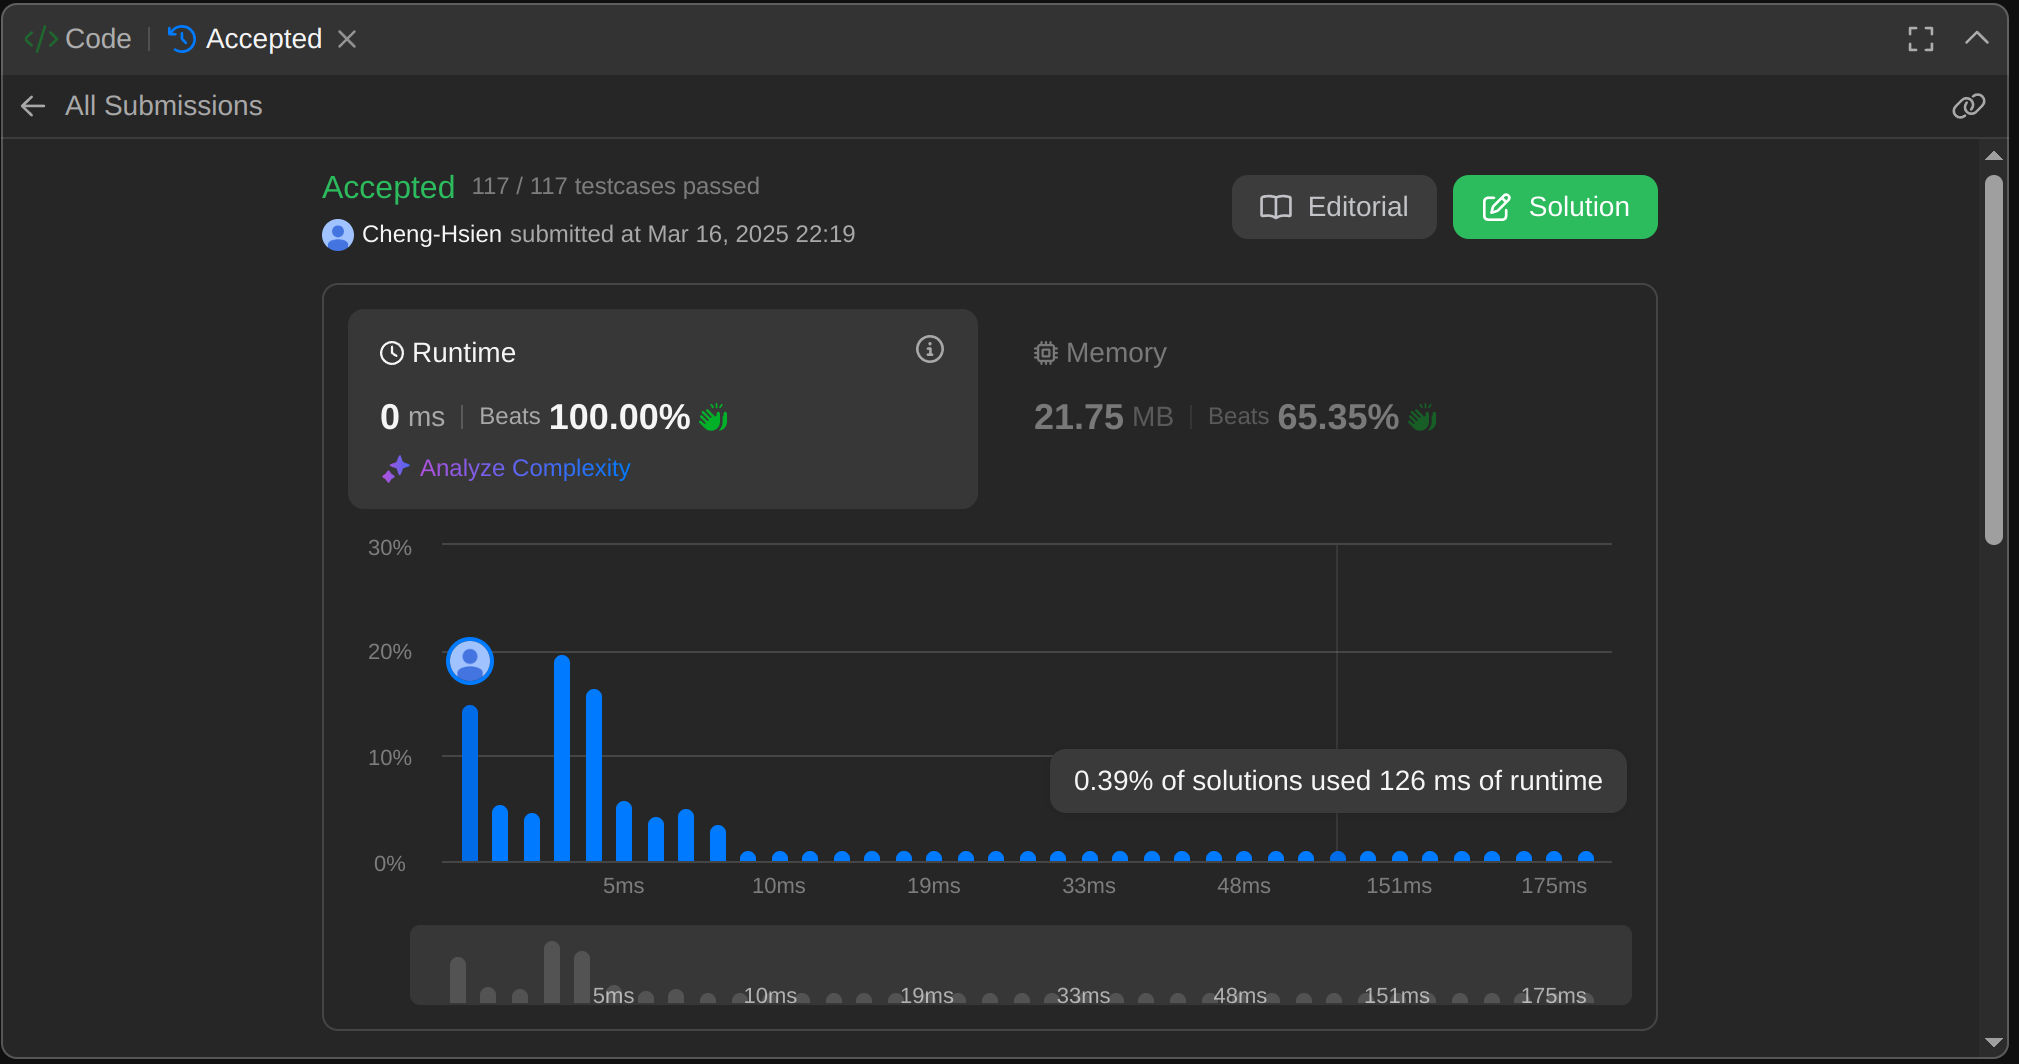 Code Accepted
All Submissions
Accepted 117 / 117 testcases passed
Cheng-Hsien submitted at Mar 16, 2025 22:19
Editorial
Solution
Runtime
0 ms Beats 100.00%
Analyze Complexity
Memory
21.75 MB Beats 65.35%
30%
20%
10%
0%
0.39% of solutions used 126 ms of runtime
5ms 10ms 19ms 33ms 48ms 151ms 175ms
5ms 10ms 19ms 33ms 48ms 151ms 175ms